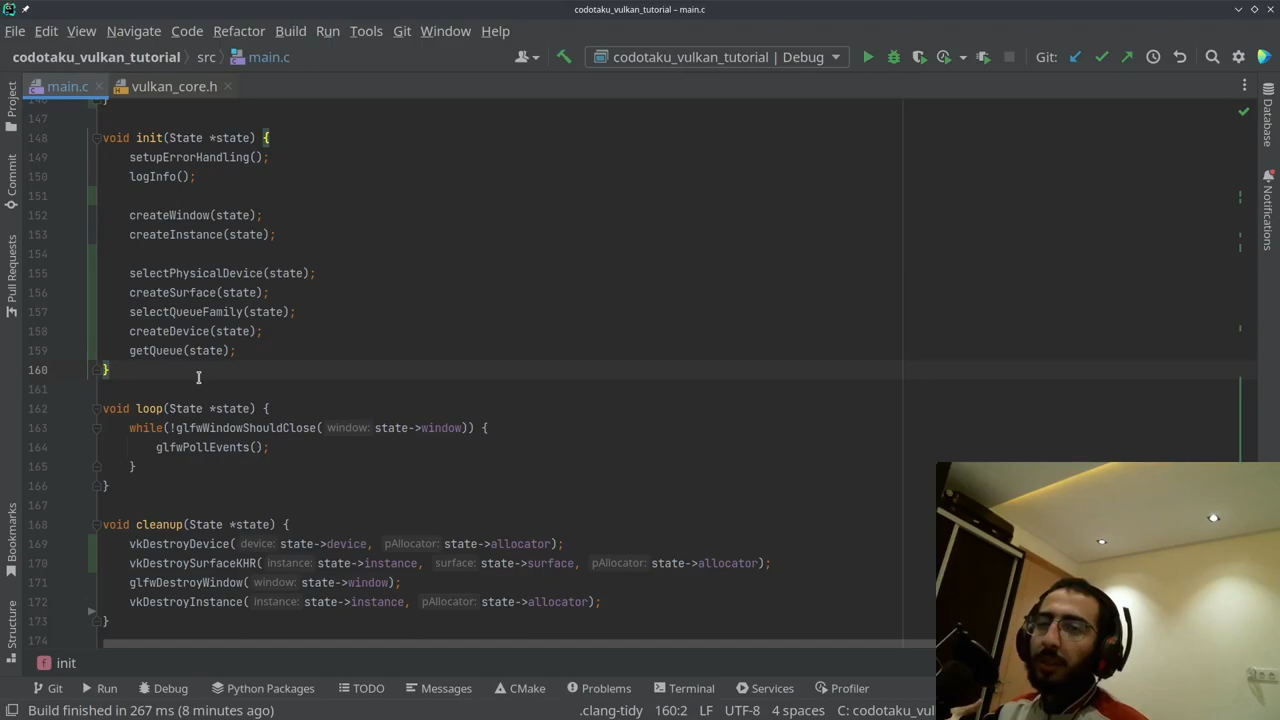 codotaku_vulkan_tutorial – main.c
File Edit View Navigate Code Refactor Build Run Tools Git Window Help
codotaku_vulkan_tutorial src main.c codotaku_vulkan_tutorial | Debug Git:
main.c vulkan_core.h
147
148 void init(State *state) {
149 setupErrorHandling();
150 logInfo();
151
152 createWindow(state);
153 createInstance(state);
154
155 selectPhysicalDevice(state);
156 createSurface(state);
157 selectQueueFamily(state);
158 createDevice(state);
159 getQueue(state);
160 }
161
162 void loop(State *state) {
163 while(!glfwWindowShouldClose( window: state->window)) {
164 glfwPollEvents();
165 }
166 }
167
168 void cleanup(State *state) {
169 vkDestroyDevice( device: state->device, pAllocator: state->allocator);
170 vkDestroySurfaceKHR( instance: state->instance, surface: state->surface, pAllocator: state->allocator);
171 glfwDestroyWindow( window: state->window);
172 vkDestroyInstance( instance: state->instance, pAllocator: state->allocator);
173 }
174
Project
Commit
Pull Requests
Bookmarks
Structure
Database
Notifications
f init
Git Run Debug Python Packages TODO Messages CMake Problems Terminal Services Profiler
Build finished in 267 ms (8 minutes ago) .clang-tidy 160:2 LF UTF-8 4 spaces C: codotaku_vulkan_tutorial